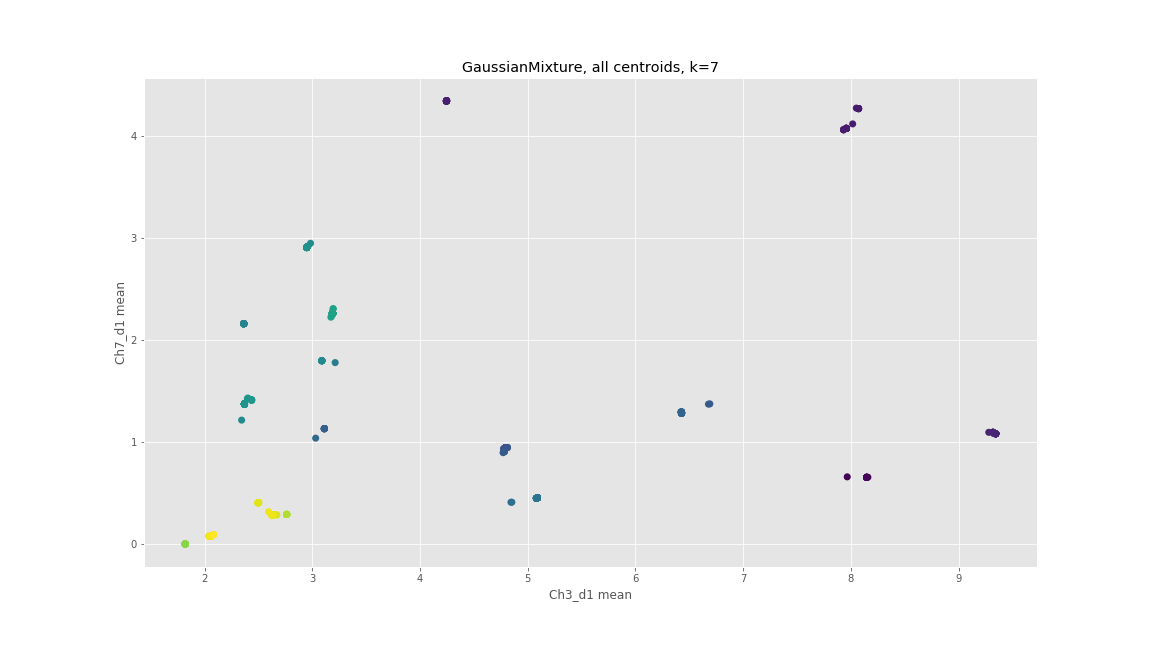 GaussianMixture, all centroids, k=7
Ch7_d1 mean
4
3
2
1
0
2 3 4 5 6 7 8 9
Ch3_d1 mean